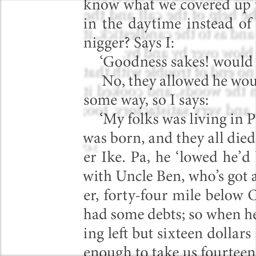 know what we covered up
in the daytime instead of
nigger? Says I:
‘Goodness sakes! would
No, they allowed he wou
some way, so I says:
‘My folks was living in P
was born, and they all died
er Ike. Pa, he ‘lowed he’d
with Uncle Ben, who’s got a
er, forty-four mile below O
had some debts; so when he
ing left but sixteen dollars
enough to take us fourteen